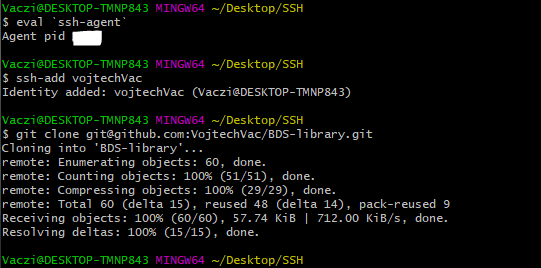 Vaczi@DESKTOP-TMNP843 MINGW64 ~/Desktop/SSH
$ eval `ssh-agent`
Agent pid
Vaczi@DESKTOP-TMNP843 MINGW64 ~/Desktop/SSH
$ ssh-add vojtechVac
Identity added: vojtechVac (Vaczi@DESKTOP-TMNP843)
Vaczi@DESKTOP-TMNP843 MINGW64 ~/Desktop/SSH
$ git clone git@github.com:VojtechVac/BDS-library.git
Cloning into 'BDS-library'...
remote: Enumerating objects: 60, done.
remote: Counting objects: 100% (51/51), done.
remote: Compressing objects: 100% (29/29), done.
remote: Total 60 (delta 15), reused 48 (delta 14), pack-reused 9
Receiving objects: 100% (60/60), 57.74 KiB | 712.00 KiB/s, done.
Resolving deltas: 100% (15/15), done.
Vaczi@DESKTOP-TMNP843 MINGW64 ~/Desktop/SSH